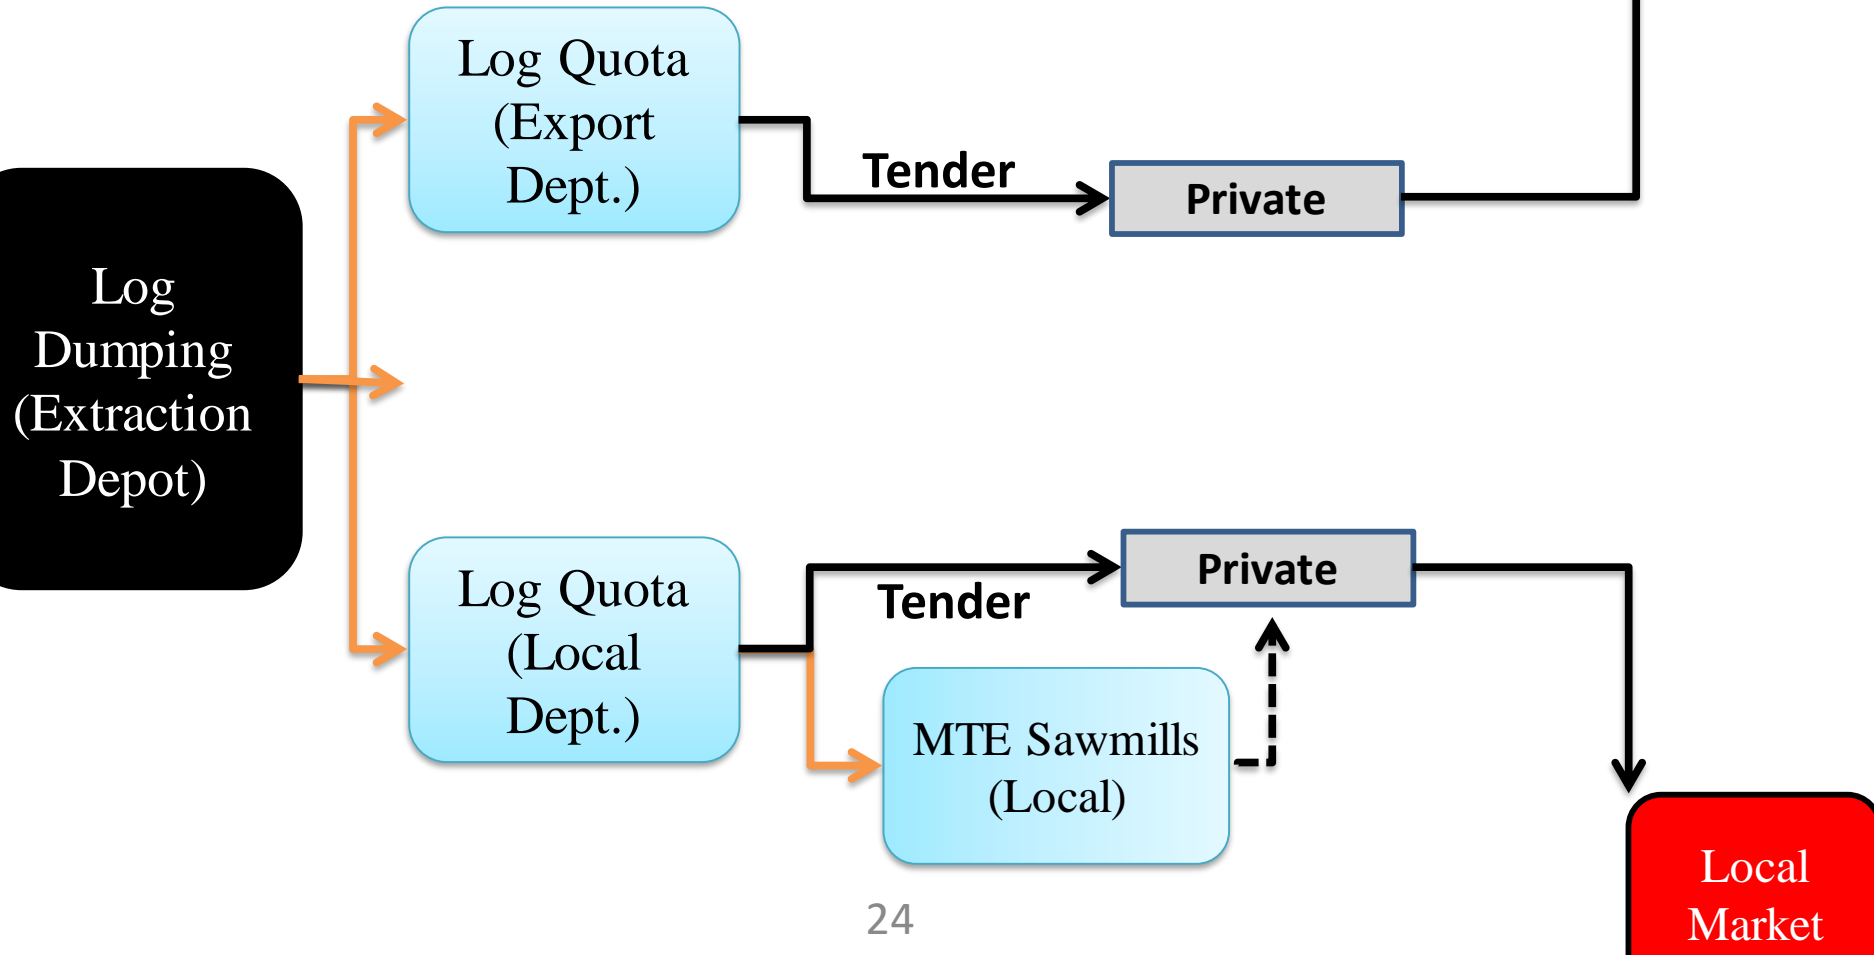 Log Quota
(Export
Dept.)
Tender
Private
Log
Dumping
(Extraction
Depot)
Log Quota
(Local
Dept.)
Tender
Private
MTE Sawmills
(Local)
Local
Market
24